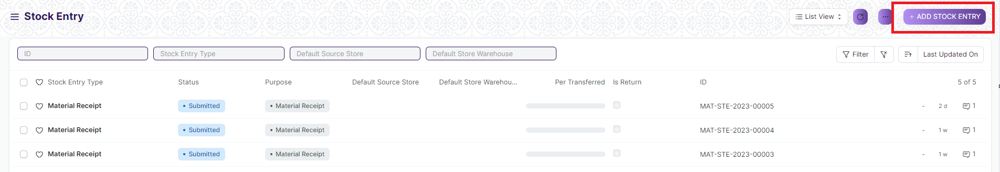 Stock Entry
List View
+ ADD STOCK ENTRY
ID
Stock Entry Type
Default Source Store
Default Store Warehouse
Filter
Last Updated On
Stock Entry Type Status Purpose Default Source Store Default Store Warehou... Per Transferred Is Return ID 5 of 5
Material Receipt • Submitted • Material Receipt MAT-STE-2023-00005 - 2 d 1
Material Receipt • Submitted • Material Receipt MAT-STE-2023-00004 - 1 w 1
Material Receipt • Submitted • Material Receipt MAT-STE-2023-00003 - 1 w 1